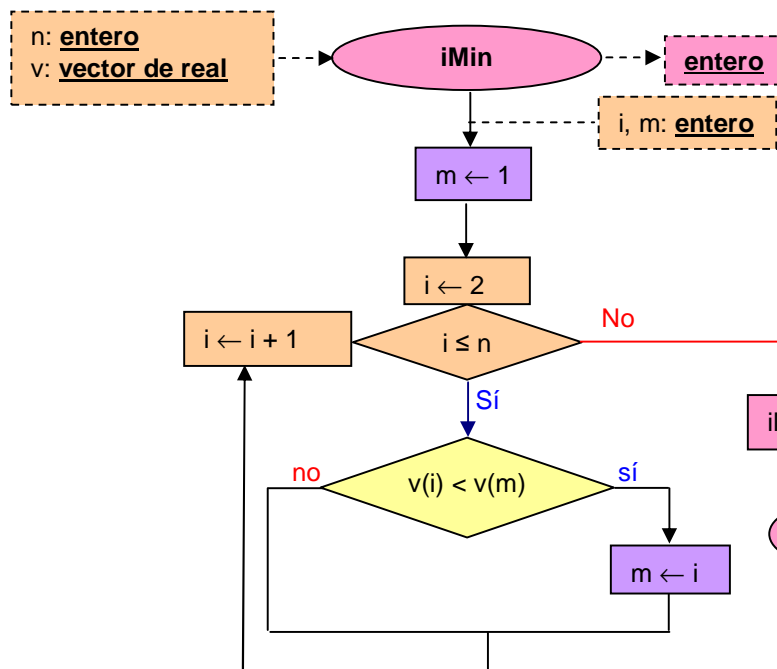 n: entero
v: vector de real
iMin
entero
i, m: entero
m ← 1
i ← 2
i ← i + 1
i ≤ n
No
Sí
no
v(i) < v(m)
sí
m ← i